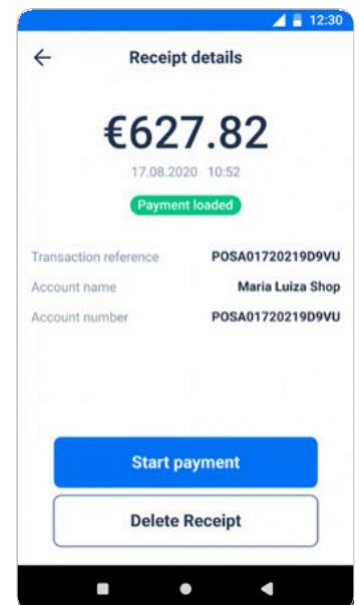 12:30
Receipt details
€627.82
17.08.2020 10:52
Payment loaded
Transaction reference POSA01720219D9VU
Account name Maria Luiza Shop
Account number POSA01720219D9VU
Start payment
Delete Receipt